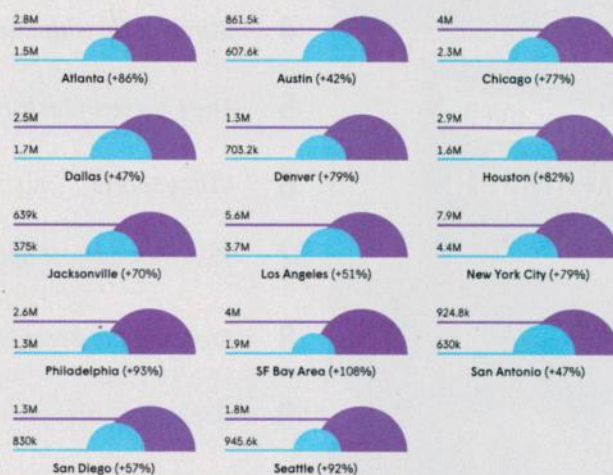 2.8M
1.5M
Atlanta (+86%)
861.5k
607.6k
Austin (+42%)
4M
2.3M
Chicago (+77%)
2.5M
1.7M
Dallas (+47%)
1.3M
703.2k
Denver (+79%)
2.9M
1.6M
Houston (+82%)
639k
375k
Jacksonville (+70%)
5.6M
3.7M
Los Angeles (+51%)
7.9M
4.4M
New York City (+79%)
2.6M
1.3M
Philadelphia (+93%)
4M
1.9M
SF Bay Area (+108%)
924.8k
630k
San Antonio (+47%)
1.3M
830k
San Diego (+57%)
1.8M
945.6k
Seattle (+92%)